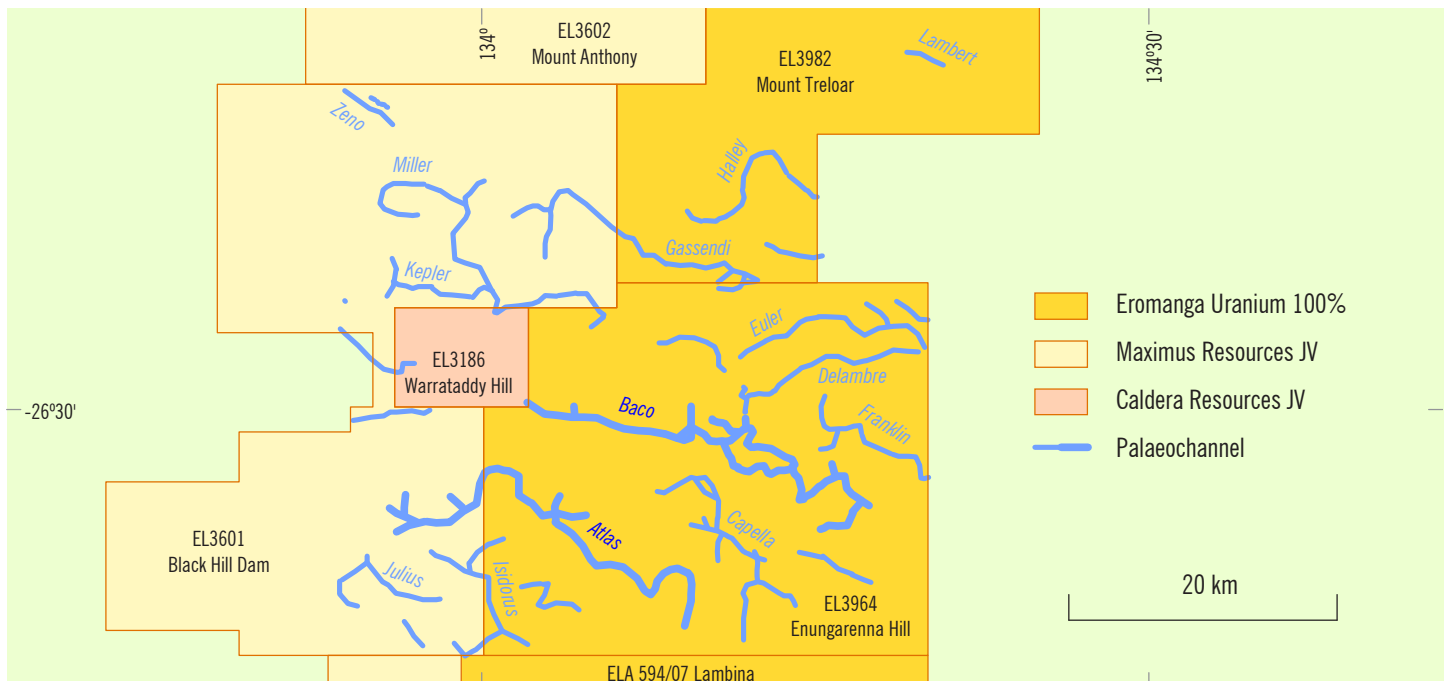 EL3602
Mount Anthony
134º
EL3982
Mount Treloar
Lambert
134º30'
Zeno
Miller
Halley
Gassendi
Kepler
Euler
EL3186
Warrataddy Hill
Delambre
Baco
Franklin
-26º30'
Eromanga Uranium 100%
Maximus Resources JV
Caldera Resources JV
Palaeochannel
EL3601
Black Hill Dam
Atlas
Capella
Julius
Isidorus
EL3964
Enungarenna Hill
20 km
ELA 594/07 Lambina